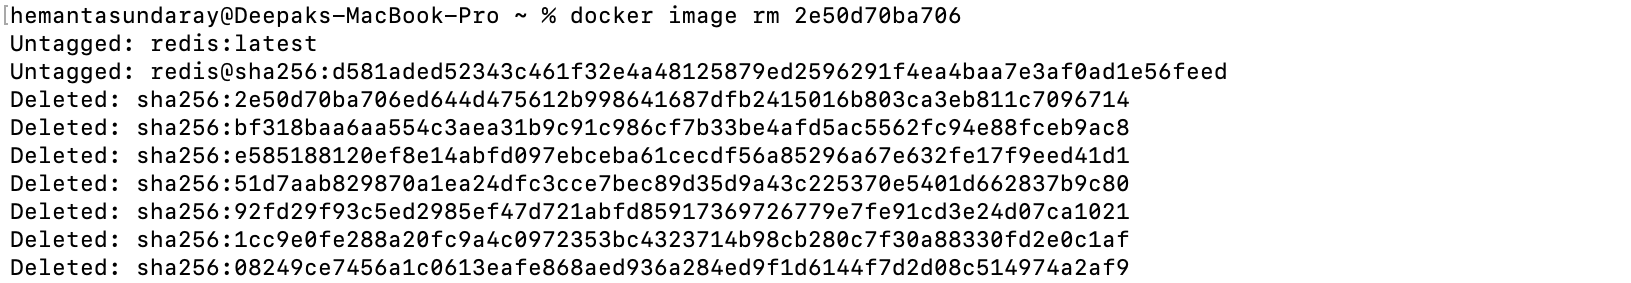 [hemantasundaray@Deepaks-MacBook-Pro ~ % docker image rm 2e50d70ba706
Untagged: redis:latest
Untagged: redis@sha256:d581aded52343c461f32e4a48125879ed2596291f4ea4baa7e3af0ad1e56feed
Deleted: sha256:2e50d70ba706ed644d475612b998641687dfb2415016b803ca3eb811c7096714
Deleted: sha256:bf318baa6aa554c3aea31b9c91c986cf7b33be4afd5ac5562fc94e88fceb9ac8
Deleted: sha256:e585188120ef8e14abfd097ebceba61cecdf56a85296a67e632fe17f9eed41d1
Deleted: sha256:51d7aab829870a1ea24dfc3cce7bec89d35d9a43c225370e5401d662837b9c80
Deleted: sha256:92fd29f93c5ed2985ef47d721abfd85917369726779e7fe91cd3e24d07ca1021
Deleted: sha256:1cc9e0fe288a20fc9a4c0972353bc4323714b98cb280c7f30a88330fd2e0c1af
Deleted: sha256:08249ce7456a1c0613eafe868aed936a284ed9f1d6144f7d2d08c514974a2af9